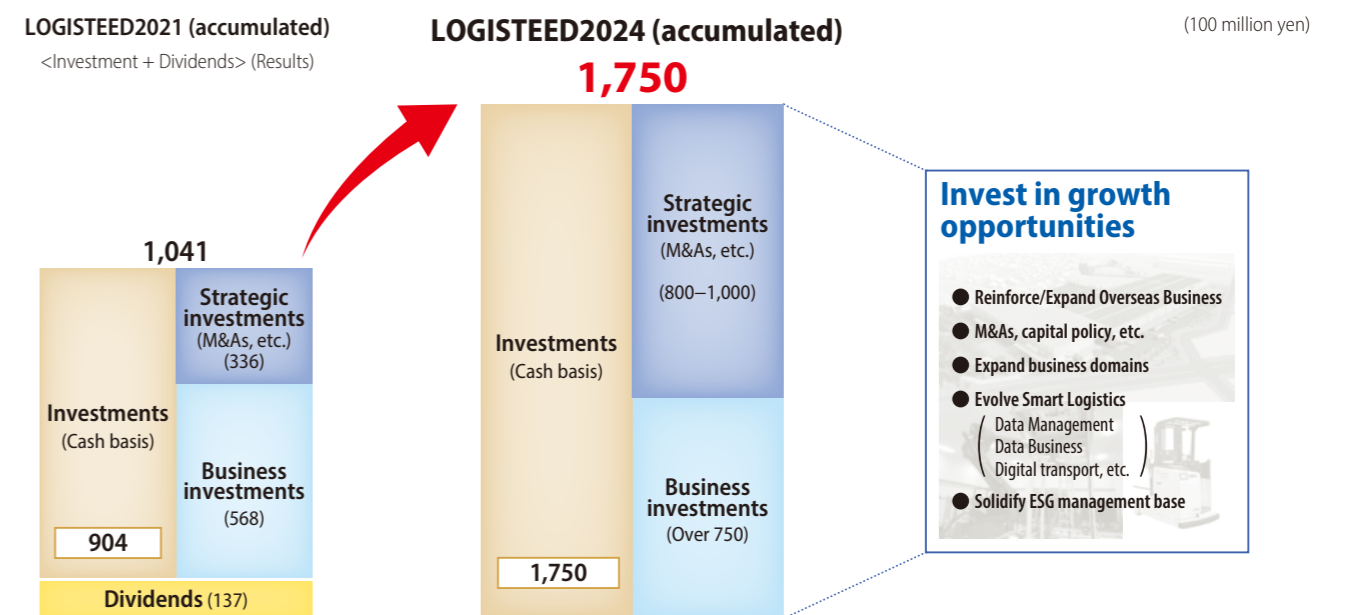 LOGISTEED2021 (accumulated)
<Investment + Dividends> (Results)
1,041
Investments
(Cash basis)
904
Strategic
investments
(M&As, etc.)
(336)
Business
investments
(568)
Dividends (137)
LOGISTEED2024 (accumulated)
1,750
Investments
(Cash basis)
1,750
Strategic
investments
(M&As, etc.)
(800–1,000)
Business
investments
(Over 750)
(100 million yen)
Invest in growth
opportunities
● Reinforce/Expand Overseas Business
● M&As, capital policy, etc.
● Expand business domains
● Evolve Smart Logistics
(Data Management
Data Business
Digital transport, etc.)
● Solidify ESG management base